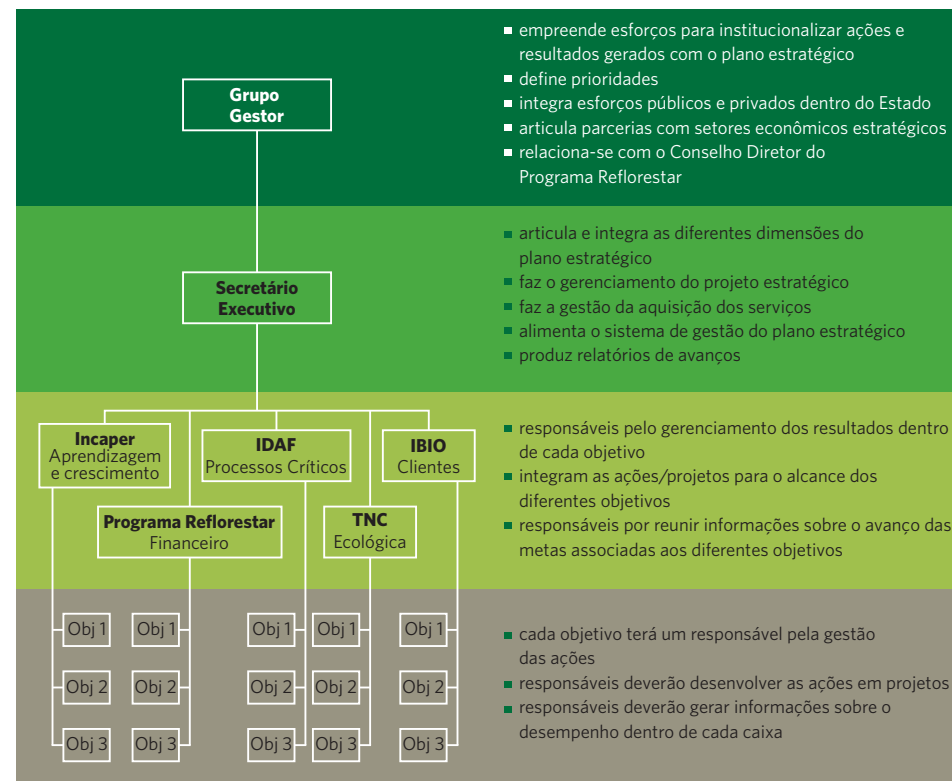 Grupo
Gestor
empreende esforços para institucionalizar ações e
resultados gerados com o plano estratégico
define prioridades
integra esforços públicos e privados dentro do Estado
articula parcerias com setores econômicos estratégicos
relaciona-se com o Conselho Diretor do
Programa Reflorestar
Secretário
Executivo
articula e integra as diferentes dimensões do
plano estratégico
faz o gerenciamento do projeto estratégico
faz a gestão da aquisição dos serviços
alimenta o sistema de gestão do plano estratégico
produz relatórios de avanços
Incaper
Aprendizagem
e crescimento
IDAF
Processos Críticos
IBIO
Clientes
Programa Reflorestar
Financeiro
TNC
Ecológica
responsáveis pelo gerenciamento dos resultados dentro
de cada objetivo
integram as ações/projetos para o alcance dos
diferentes objetivos
responsáveis por reunir informações sobre o avanço das
metas associadas aos diferentes objetivos
Obj 1 Obj 1 Obj 1 Obj 1 Obj 1
Obj 2 Obj 2 Obj 2 Obj 2 Obj 2
Obj 3 Obj 3 Obj 3 Obj 3 Obj 3
cada objetivo terá um responsável pela gestão
das ações
responsáveis deverão desenvolver as ações em projetos
responsáveis deverão gerar informações sobre o
desempenho dentro de cada caixa